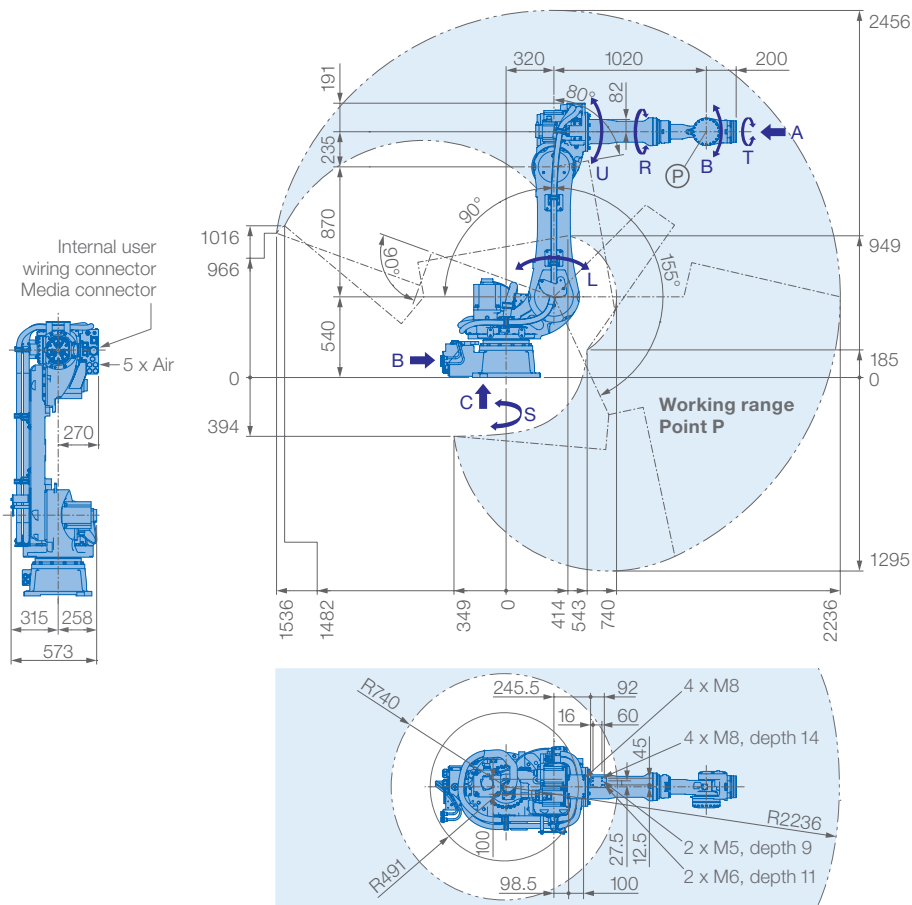 2456
320
1020
200
191
80°
82
A
235
U
R
P
B
T
90°
870
1016
966
90°
949
155°
Internal user
wiring connector
Media connector
L
5 x Air
540
B
185
0
0
C
S
Working range
Point P
394
270
1295
1536
1482
349
0
414
543
740
2236
315
258
573
R740
245.5
92
4 x M8
16
60
45
4 x M8, depth 14
R2236
100
27.5
12.5
2 x M5, depth 9
R491
2 x M6, depth 11
98.5
100